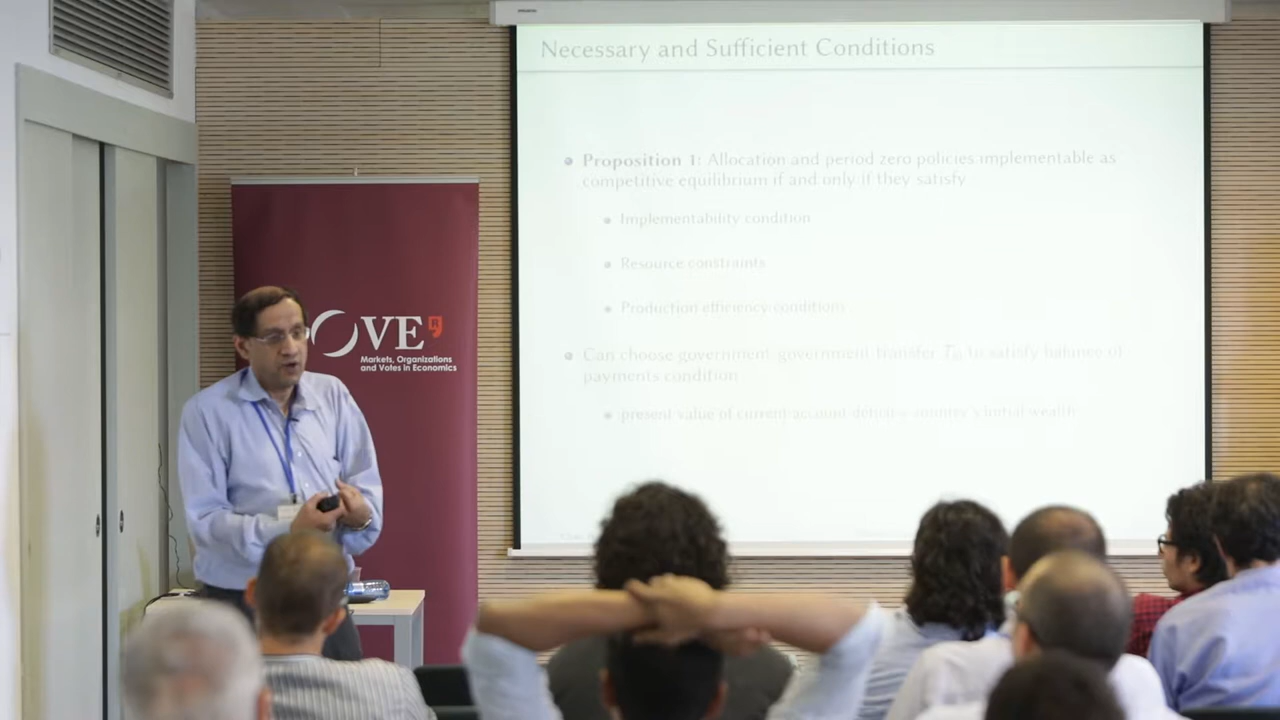 Necessary and Sufficient Conditions
Proposition 1: Allocation and period zero policies implementable as
competitive equilibrium if and only if they satisfy
Implementability condition
Resource constraints
Production efficiency conditions
Can choose government-government transfer T₀ to satisfy balance of
payments condition
present value of current account deficits = country's initial wealth
OVE
Markets, Organizations
and Votes in Economics